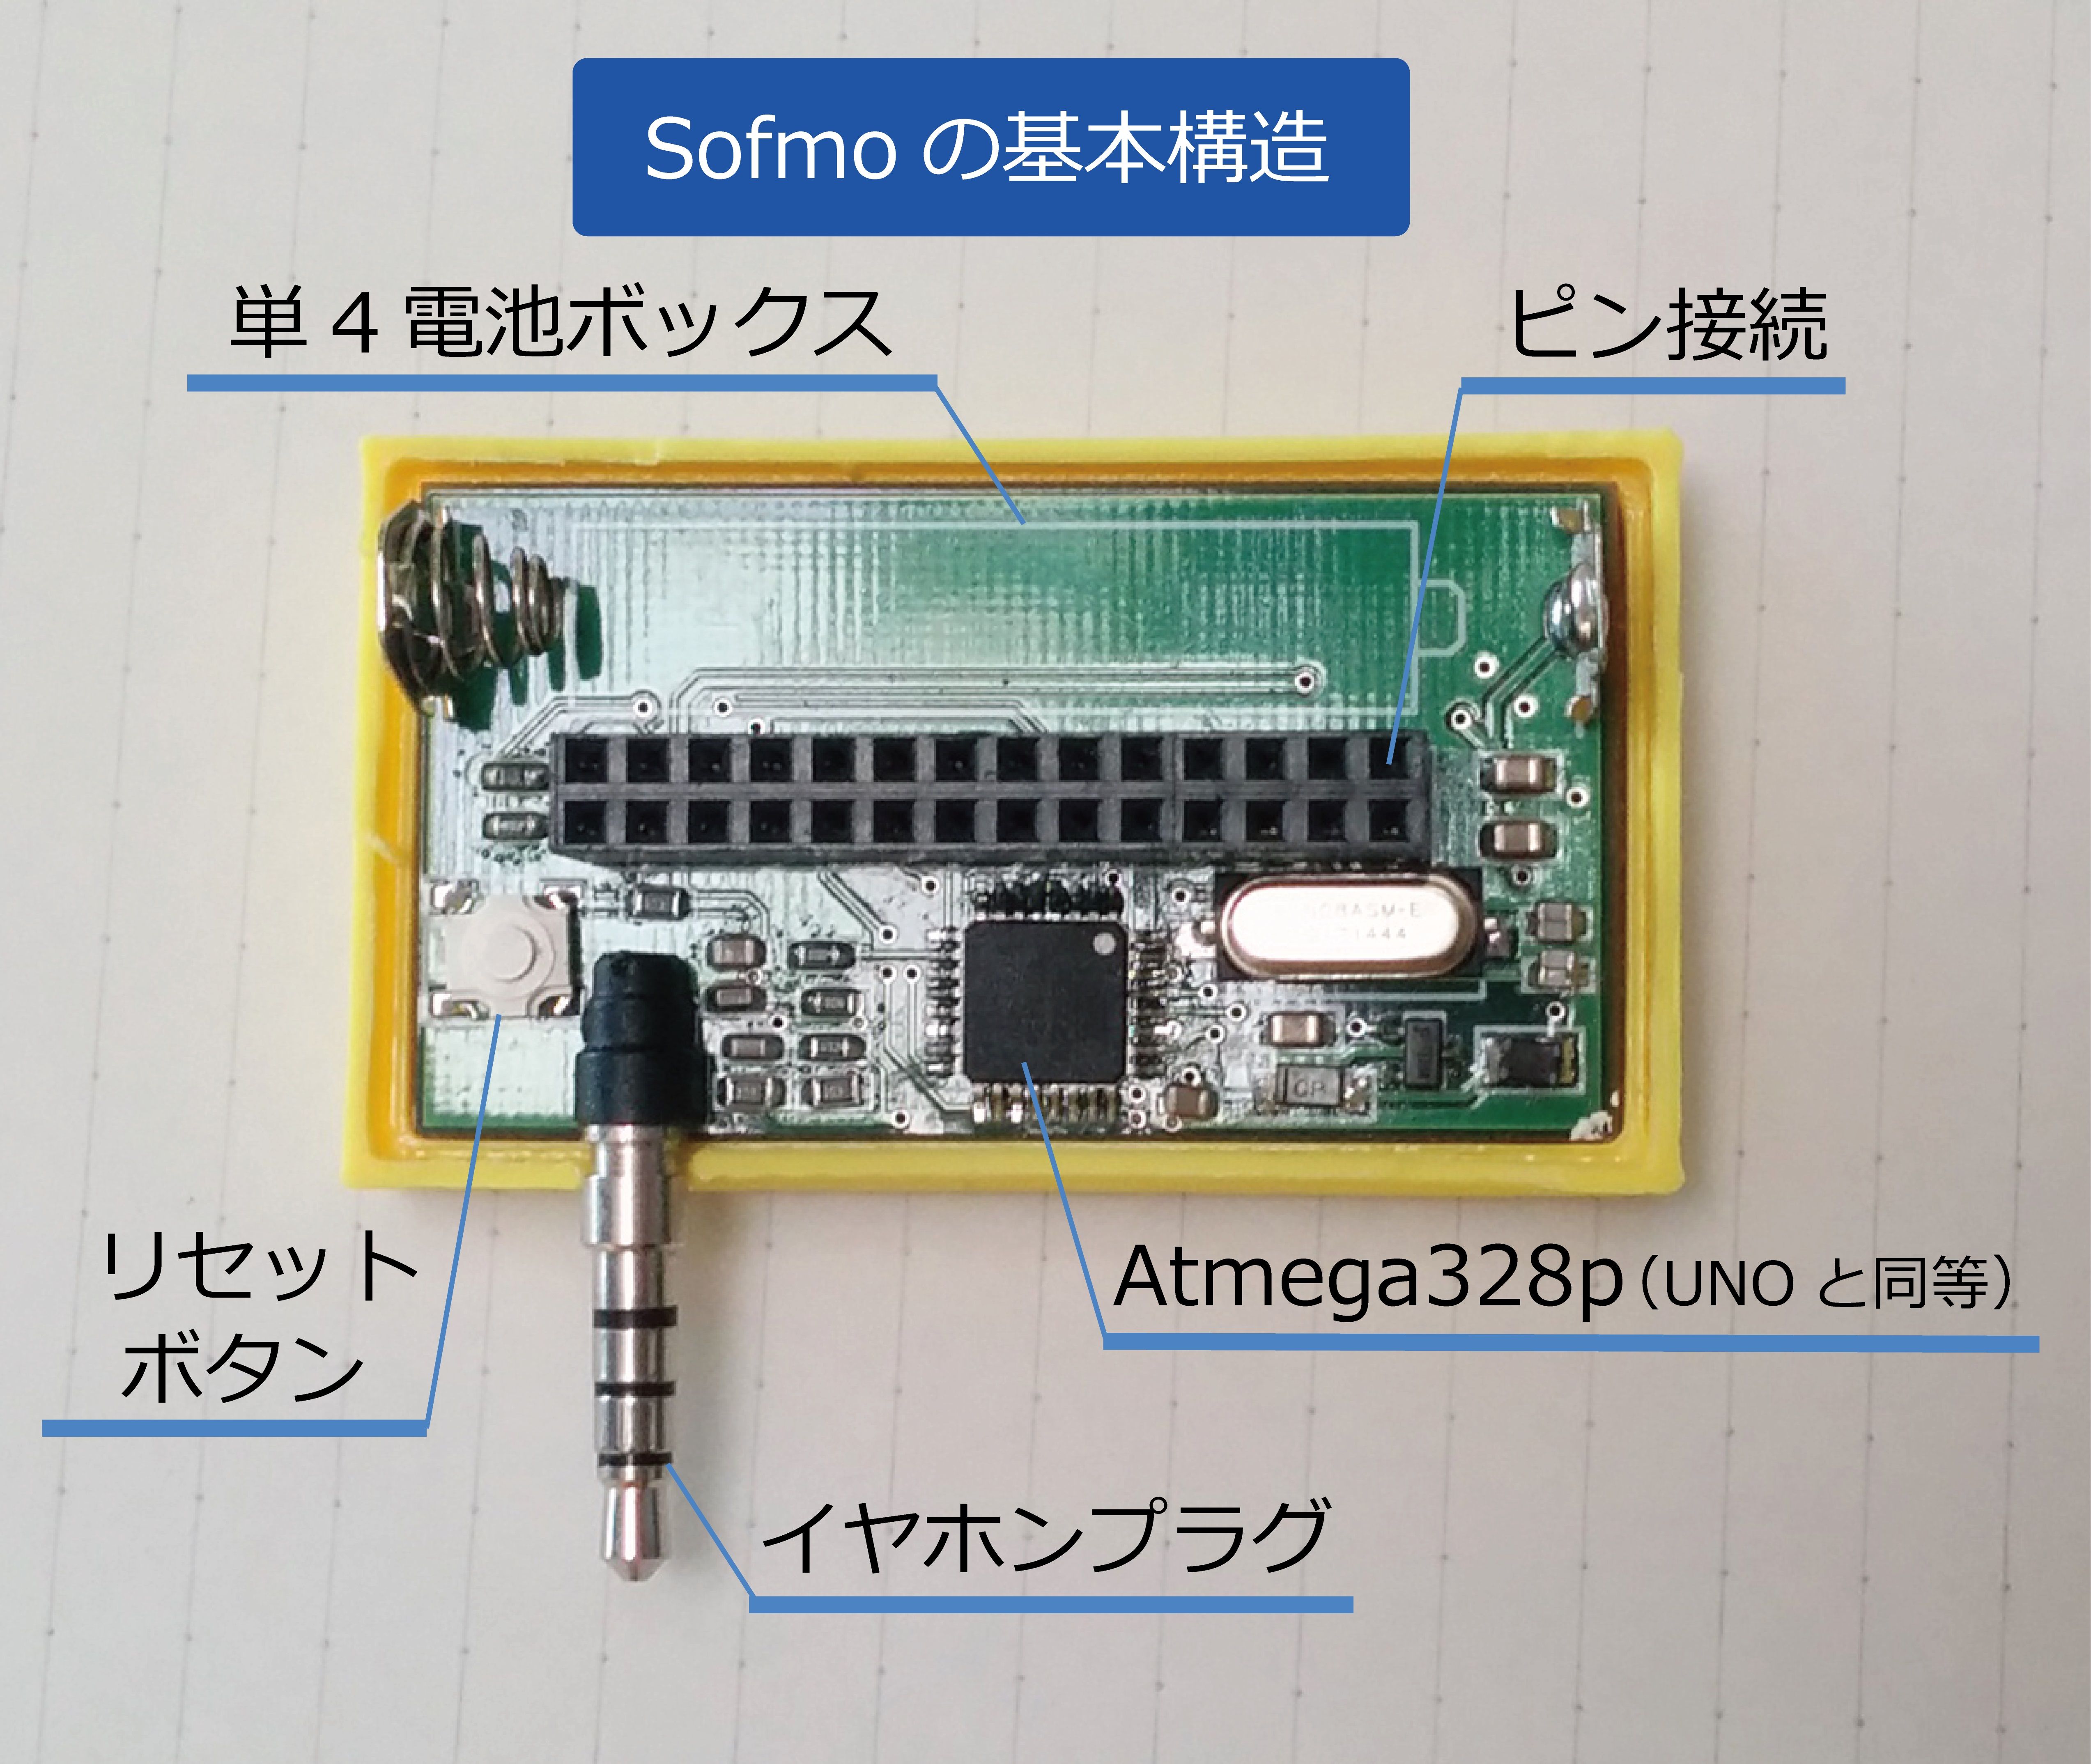 Sofmo の基本構造
単４電池ボックス
ピン接続
リセット
ボタン
Atmega328p（UNO と同等）
イヤホンプラグ